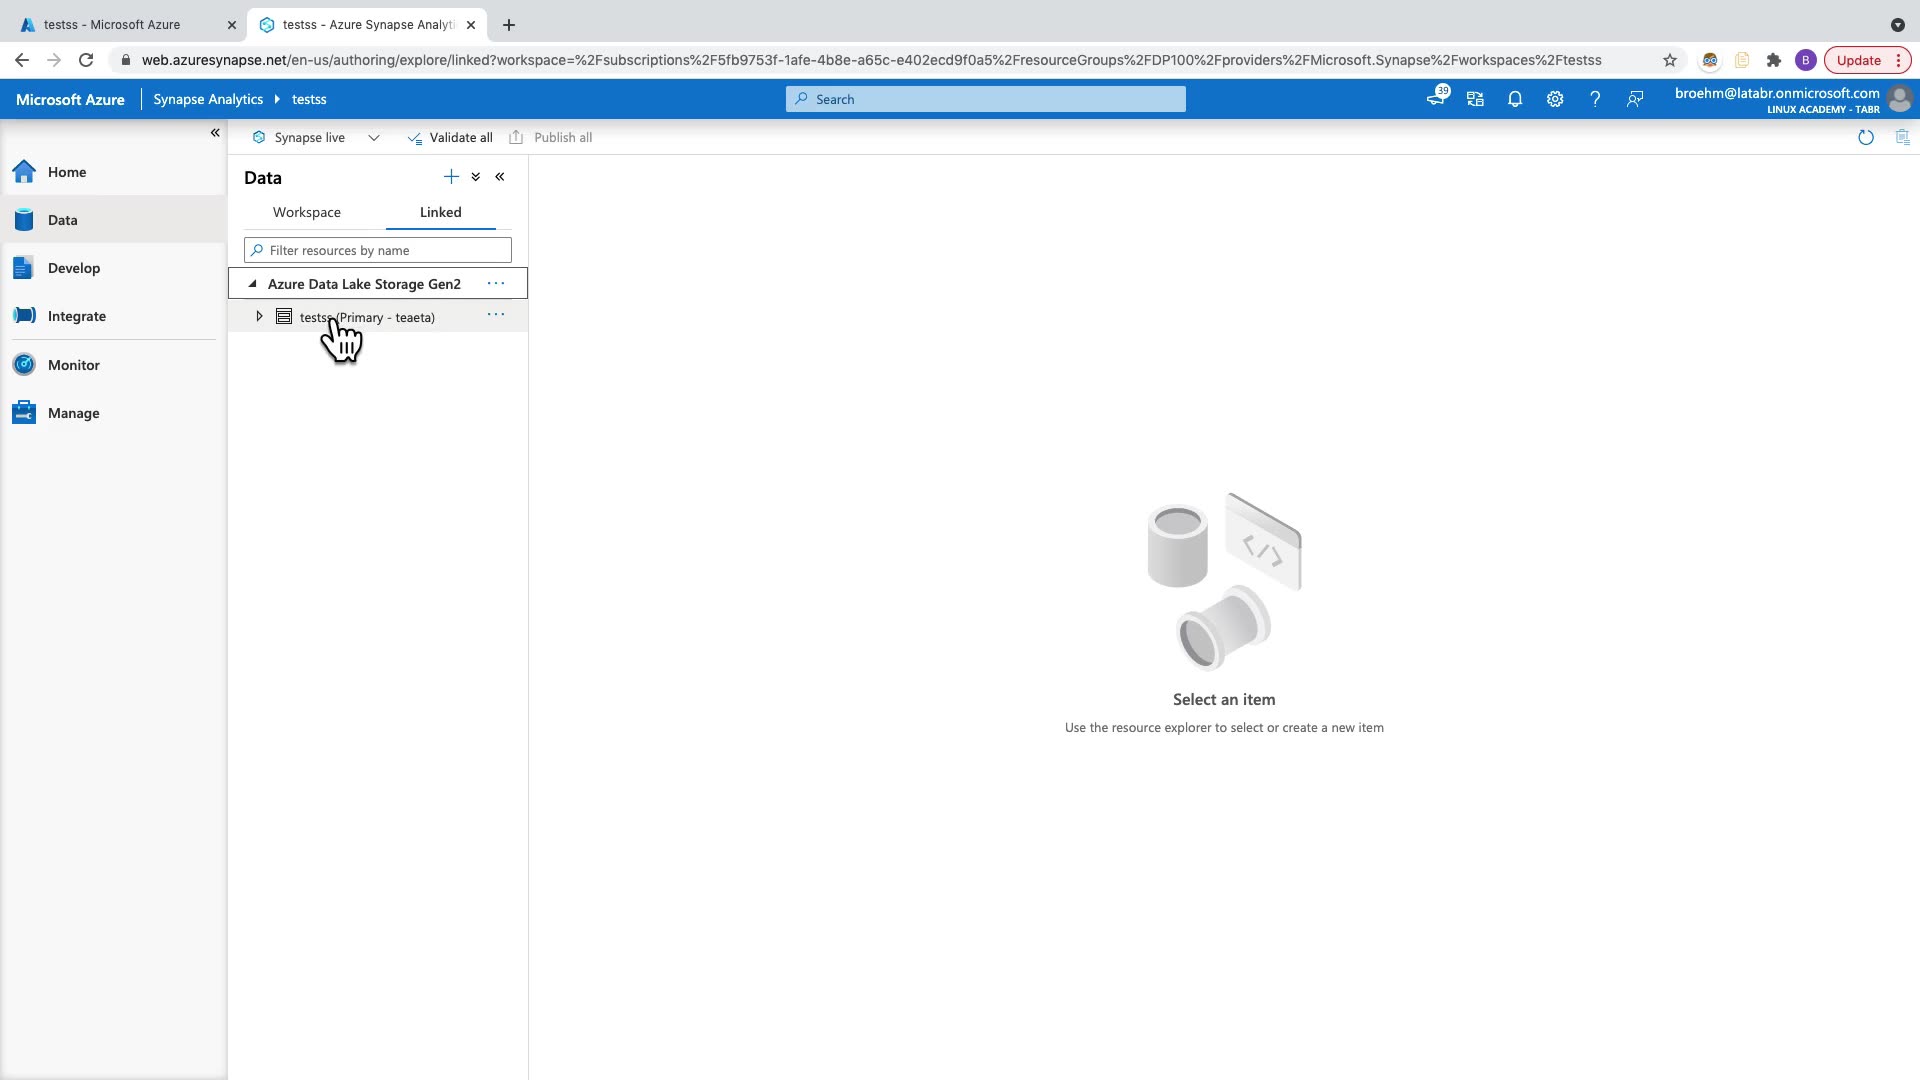 testss - Microsoft Azure
testss - Azure Synapse Analyti
web.azuresynapse.net/en-us/authoring/explore/linked?workspace=%2Fsubscriptions%2F5fb9753f-1afe-4b8e-a65c-e402ecd9f0a5%2FresourceGroups%2FDP100%2Fproviders%2FMicrosoft.Synapse%2Fworkspaces%2Ftestss
B
Update
Microsoft Azure
Synapse Analytics
testss
Search
39
broehm@latabr.onmicrosoft.com
LINUX ACADEMY - TABR
Synapse live
Validate all
Publish all
Home
Data
Develop
Integrate
Monitor
Manage
Data
Workspace
Linked
Filter resources by name
Azure Data Lake Storage Gen2
testss (Primary - teaeta)
Select an item
Use the resource explorer to select or create a new item